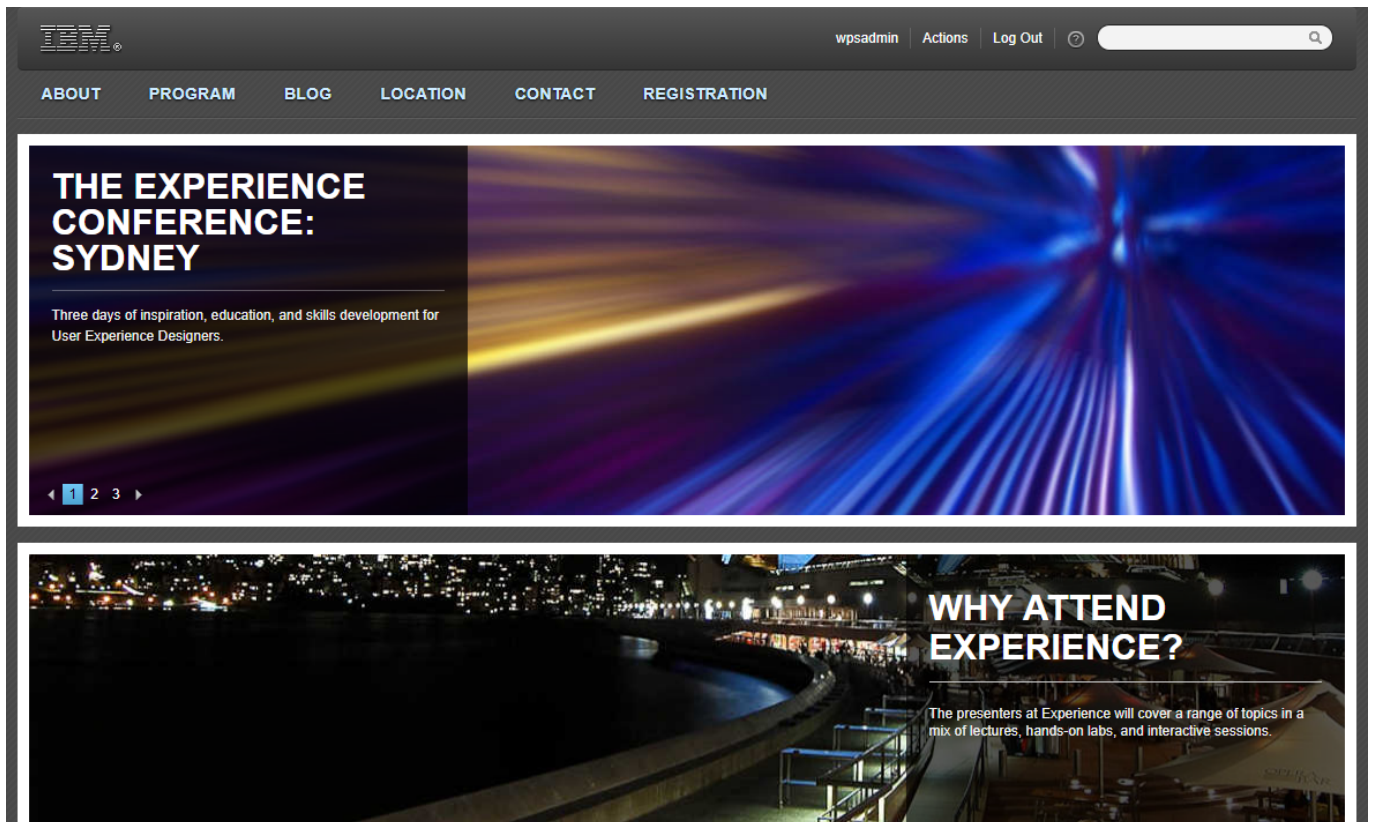 IBM®
wpsadmin Actions Log Out ?
ABOUT PROGRAM BLOG LOCATION CONTACT REGISTRATION
THE EXPERIENCE
CONFERENCE:
SYDNEY
Three days of inspiration, education, and skills development for
User Experience Designers.
1 2 3
WHY ATTEND
EXPERIENCE?
The presenters at Experience will cover a range of topics in a
mix of lectures, hands-on labs, and interactive sessions.